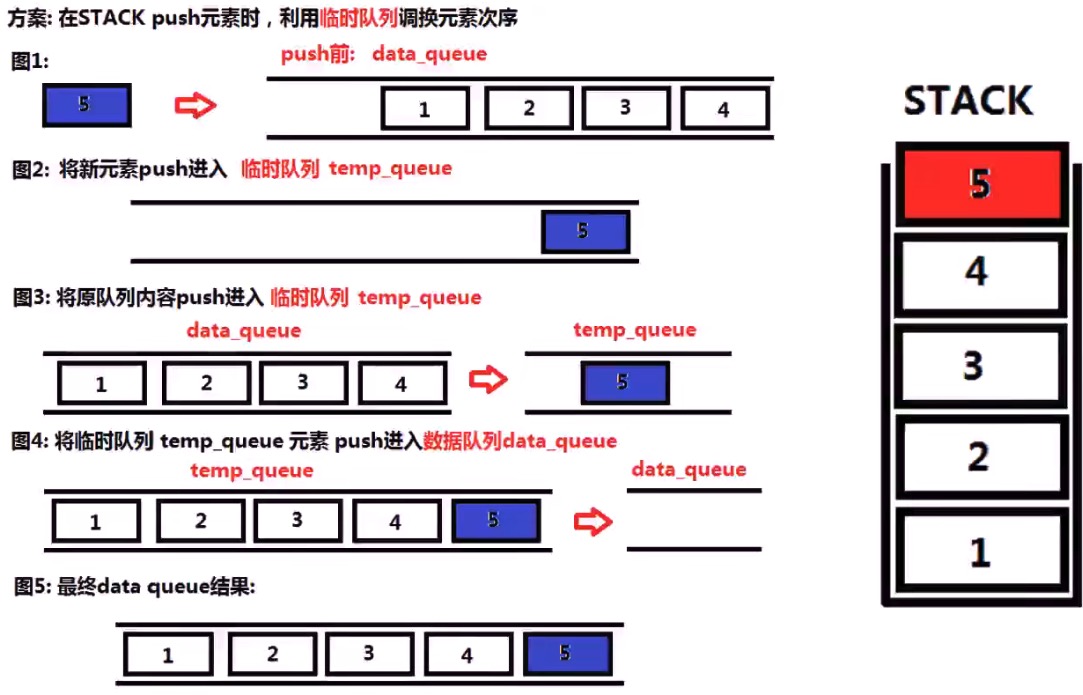 方案: 在STACK push元素时，利用临时队列调换元素次序
图1:
push前: data_queue
5
1 2 3 4
图2: 将新元素push进入 临时队列 temp_queue
5
图3: 将原队列内容push进入 临时队列 temp_queue
data_queue temp_queue
1 2 3 4 5
图4: 将临时队列 temp_queue 元素 push进入数据队列data_queue
temp_queue data_queue
1 2 3 4 5
图5: 最终data queue结果:
1 2 3 4 5
STACK
5
4
3
2
1